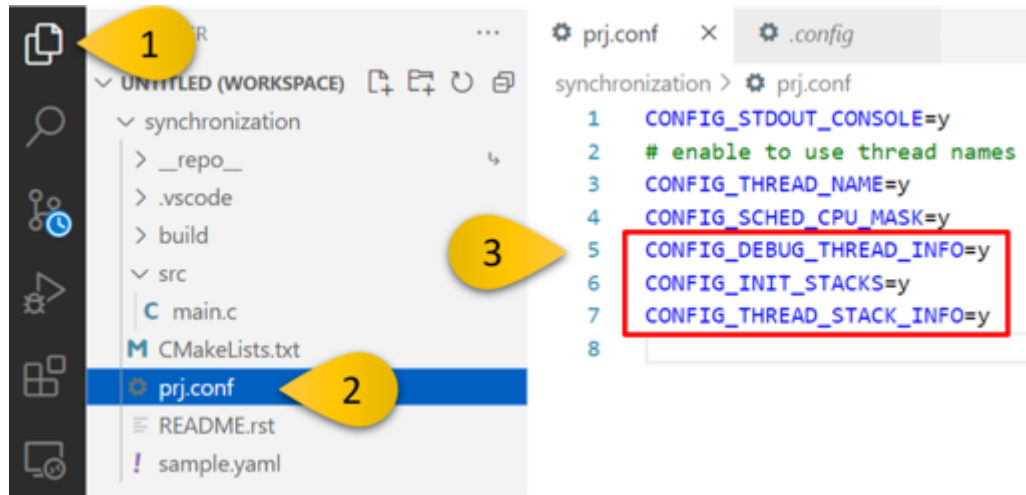 1
R
...
UNTITLED (WORKSPACE)
synchronization
__repo__
.vscode
build
src
C main.c
M CMakeLists.txt
prj.conf
2
README.rst
! sample.yaml
prj.conf
.config
synchronization > prj.conf
3
1 CONFIG_STDOUT_CONSOLE=y
2 # enable to use thread names
3 CONFIG_THREAD_NAME=y
4 CONFIG_SCHED_CPU_MASK=y
5 CONFIG_DEBUG_THREAD_INFO=y
6 CONFIG_INIT_STACKS=y
7 CONFIG_THREAD_STACK_INFO=y
8